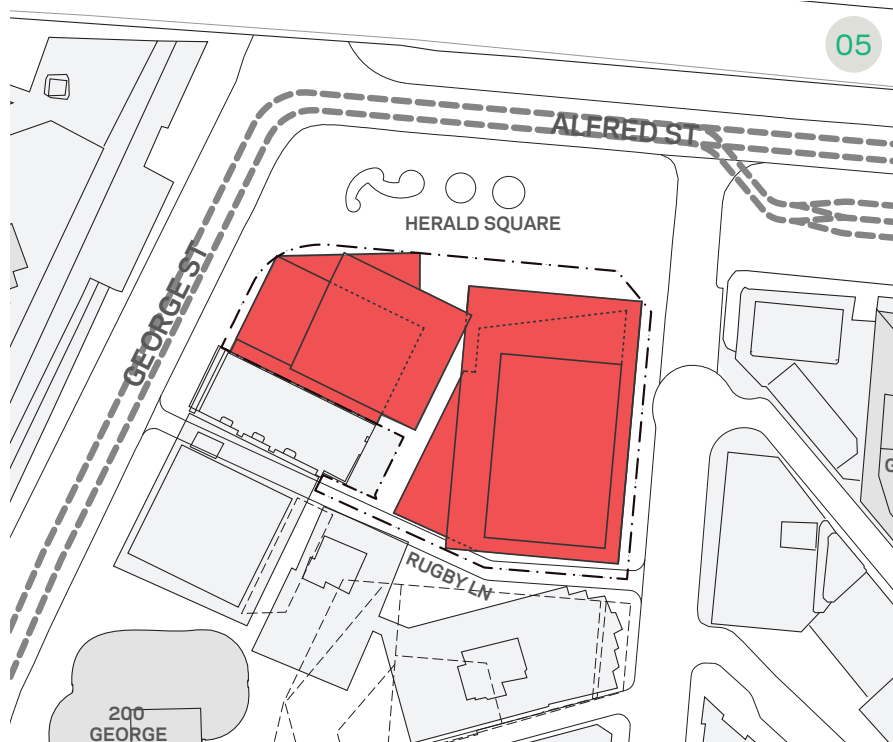 05
ALFRED ST
HERALD SQUARE
GEORGE ST
G
RUGBY LN
200
GEORGE